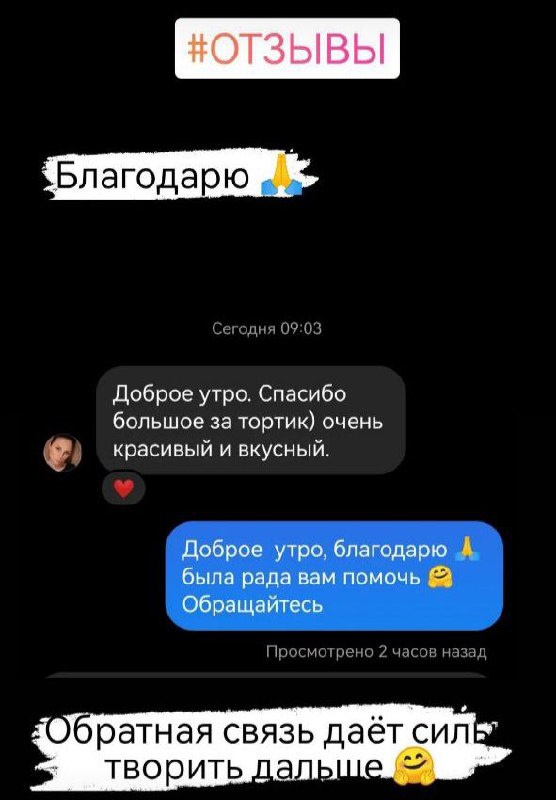 #ОТЗЫВЫ
Благодарю 🙏
Сегодня 09:03
Доброе утро. Спасибо
большое за тортик) очень
красивый и вкусный.
❤️
Доброе утро, благодарю 🙏
была рада вам помочь 🤗
Обращайтесь
Просмотрено 2 часов назад
Обратная связь даёт силы
творить дальше 🤗